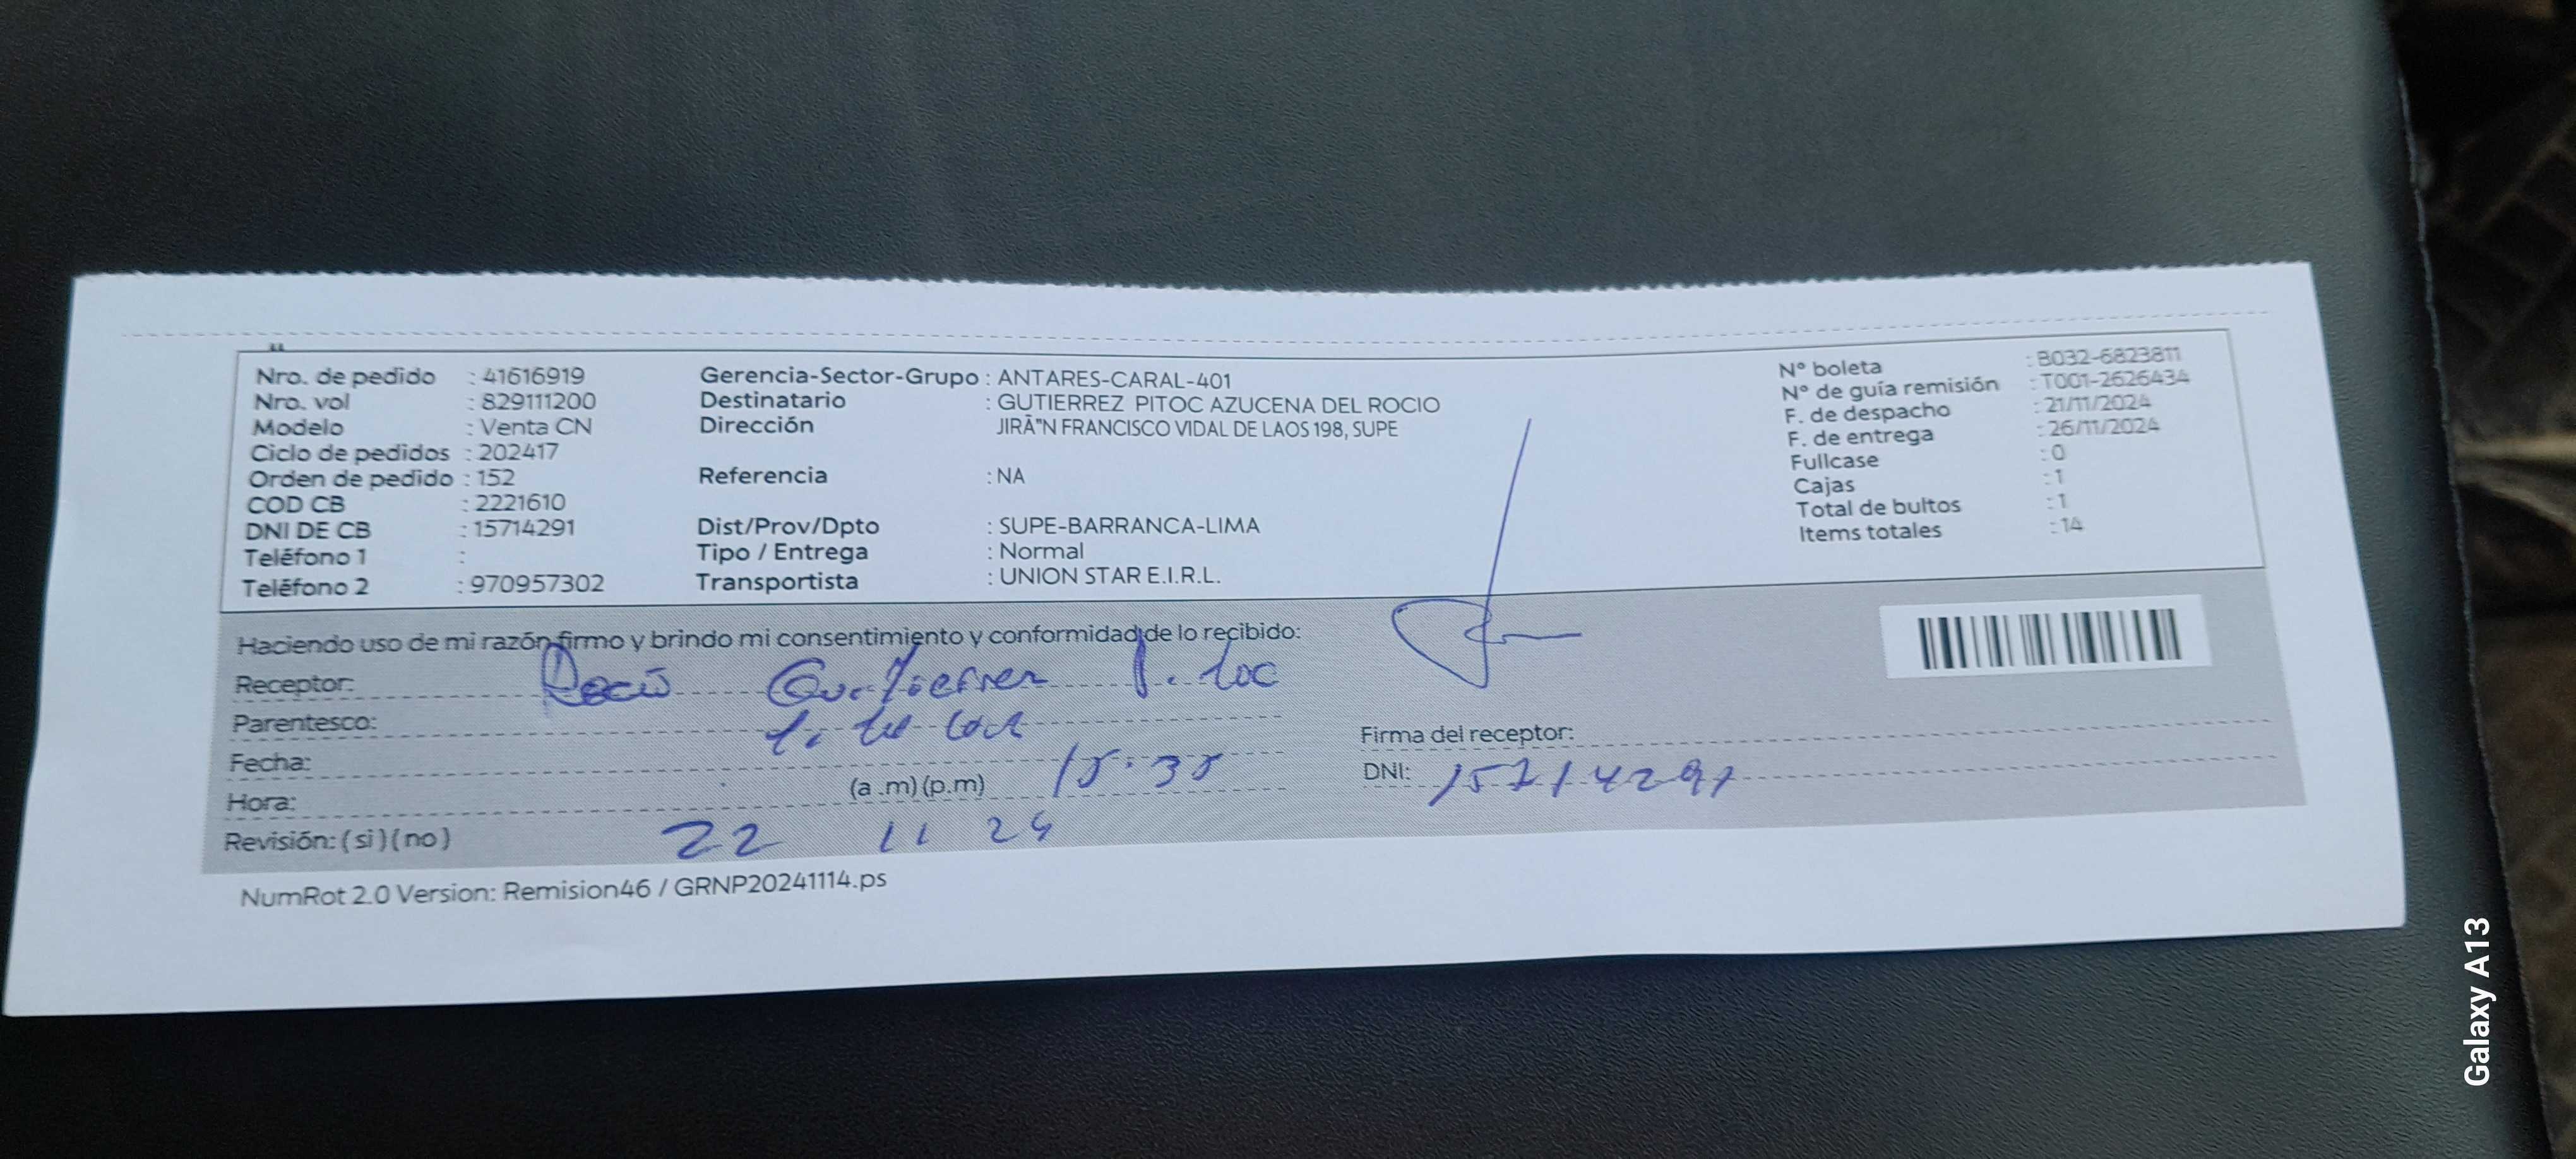 Nro. de pedido : 41616919
Nro. vol : 829111200
Modelo : Venta CN
Ciclo de pedidos : 202417
Orden de pedido : 152
COD CB : 2221610
DNI DE CB : 15714291
Teléfono 1 :
Teléfono 2 : 970957302
Gerencia-Sector-Grupo : ANTARES-CARAL-401
Destinatario : GUTIERREZ PITOC AZUCENA DEL ROCIO
Dirección JIRÃ"N FRANCISCO VIDAL DE LAOS 198, SUPE
Referencia : NA
Dist/Prov/Dpto : SUPE-BARRANCA-LIMA
Tipo / Entrega : Normal
Transportista : UNION STAR E.I.R.L.
N° boleta : B032-6823811
N° de guía remisión : T001-2626434
F. de despacho : 21/11/2024
F. de entrega : 26/11/2024
Fullcase : 0
Cajas : 1
Total de bultos : 1
Items totales : 14
Haciendo uso de mi razón firmo y brindo mi consentimiento y conformidad de lo recibido:
Receptor: Rocio Gutierrez Pitoc
Parentesco:
Fecha:
Hora: (a .m) (p.m) 15:35
Revisión: ( si ) ( no ) 22 11 24
Firma del receptor:
DNI: 15714291
NumRot 2.0 Version: Remision46 / GRNP20241114.ps
Galaxy A13